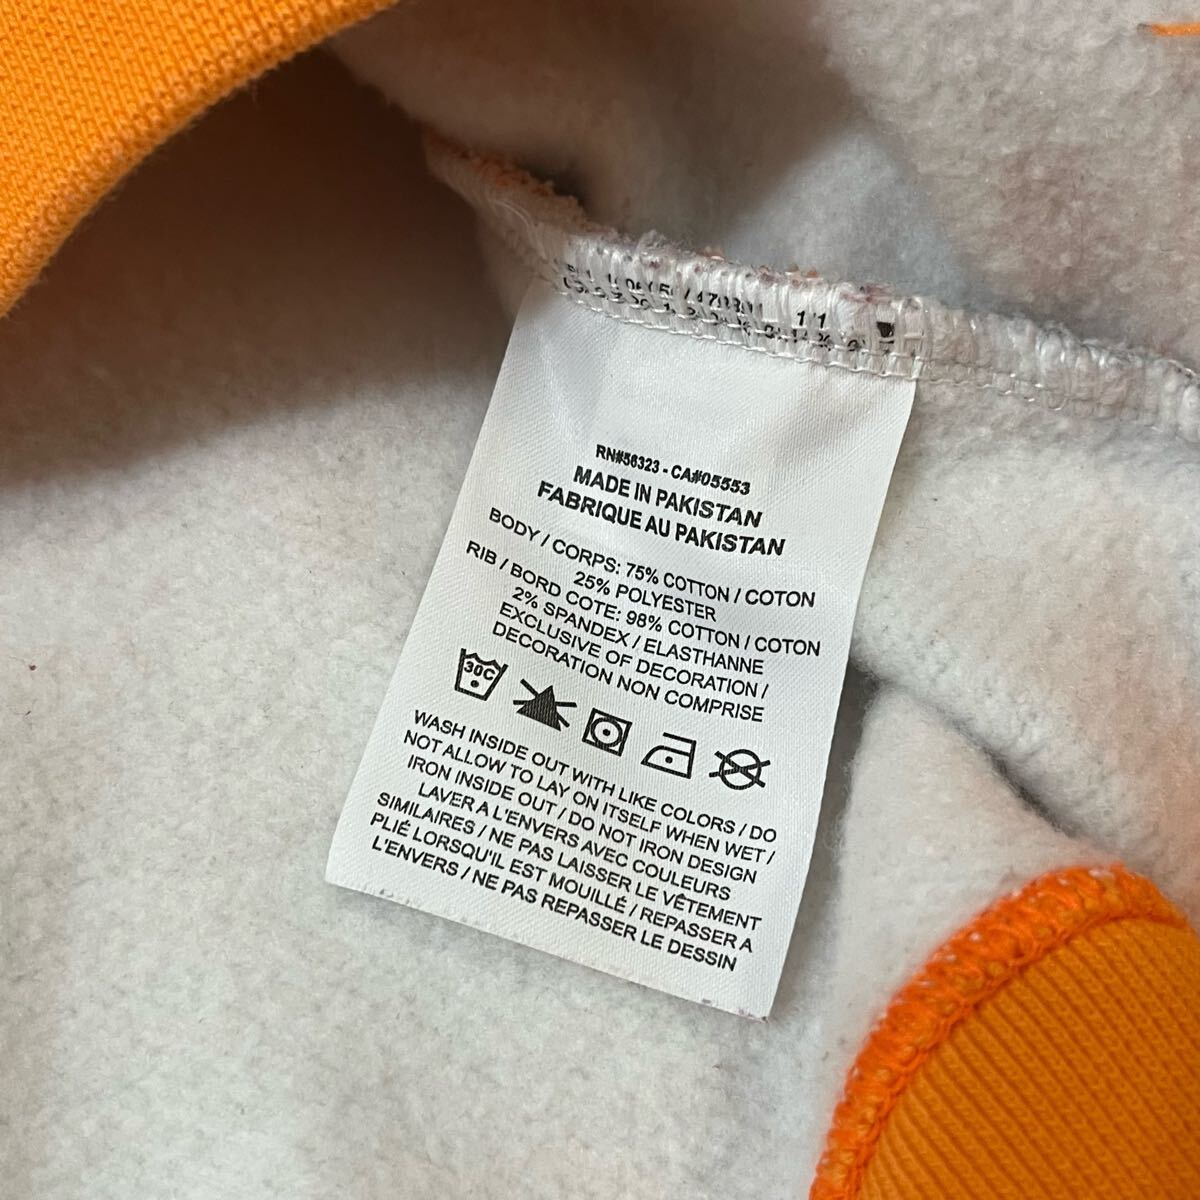 RN#56323 - CA#05553
MADE IN PAKISTAN
FABRIQUE AU PAKISTAN
BODY / CORPS: 75% COTTON / COTON
25% POLYESTER
RIB / BORD COTE: 98% COTTON / COTON
2% SPANDEX / ELASTHANNE
EXCLUSIVE OF DECORATION /
DECORATION NON COMPRISE
30C
WASH INSIDE OUT WITH LIKE COLORS / DO
NOT ALLOW TO LAY ON ITSELF WHEN WET /
IRON INSIDE OUT / DO NOT IRON DESIGN
LAVER A L'ENVERS AVEC COULEURS
SIMILAIRES / NE PAS LAISSER LE VÊTEMENT
PLIÉ LORSQU'IL EST MOUILLÉ / REPASSER A
L'ENVERS / NE PAS REPASSER LE DESSIN